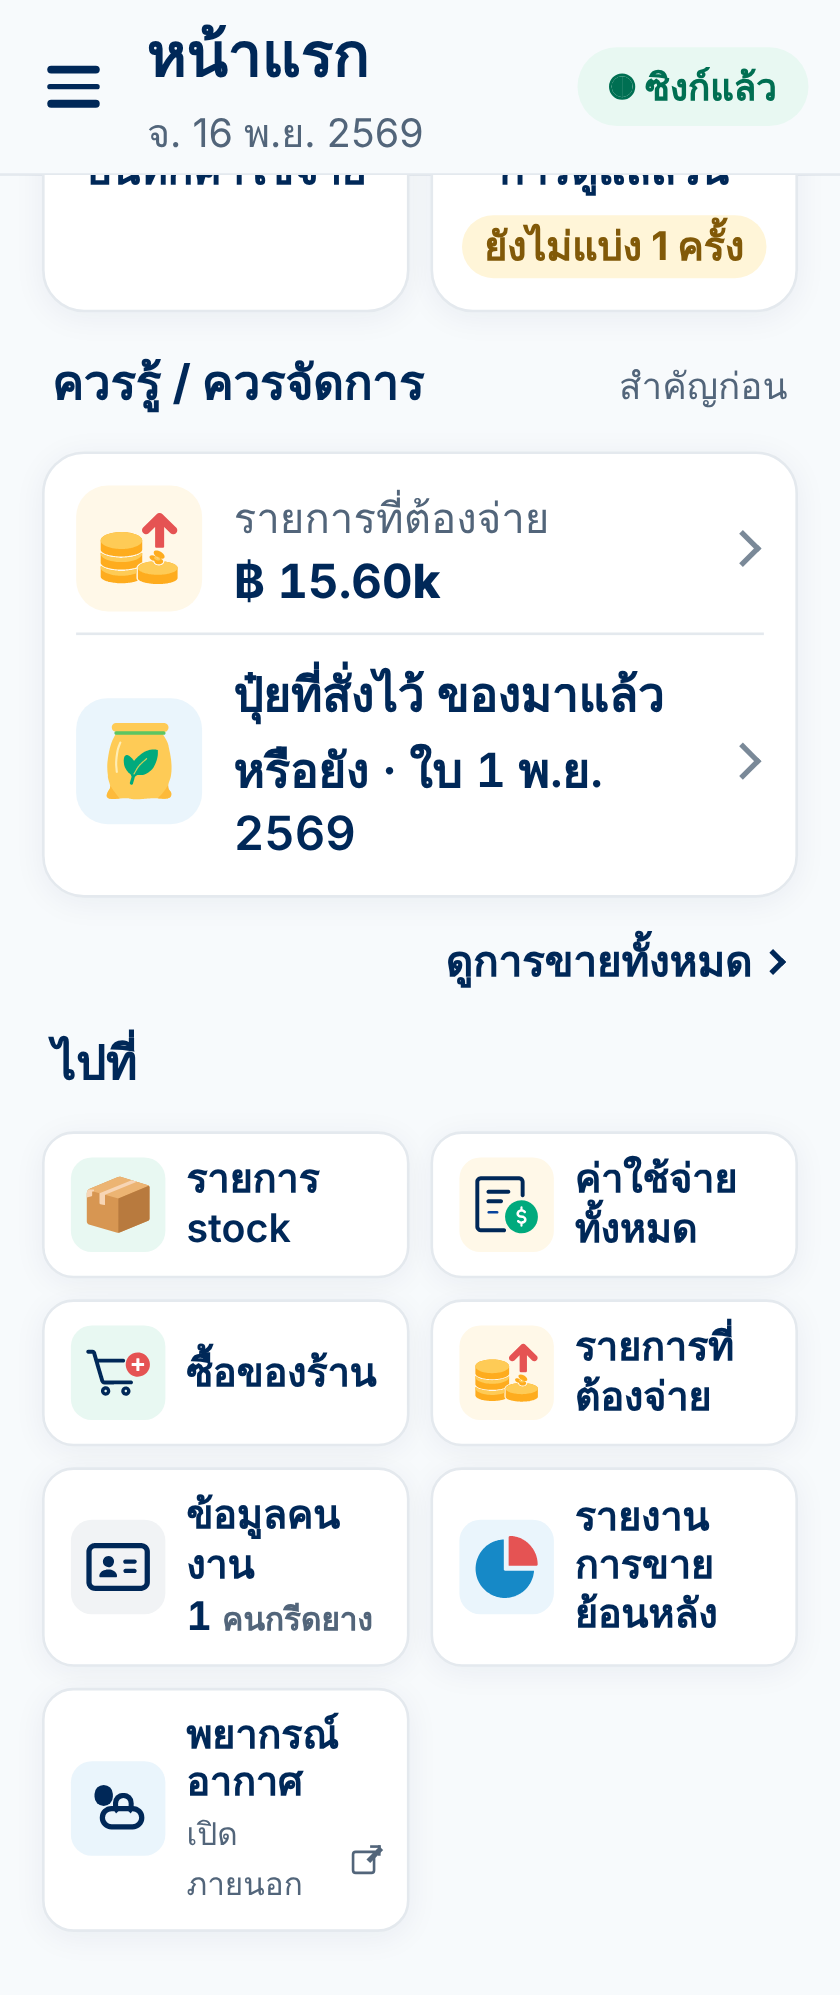 หน้าแรก
จ. 16 พ.ย. 2569
ซิงก์แล้ว
ยังไม่แบ่ง 1 ครั้ง
ควรรู้ / ควรจัดการ
สำคัญก่อน
รายการที่ต้องจ่าย
฿ 15.60k
ปุ๋ยที่สั่งไว้ ของมาแล้ว
หรือยัง · ใบ 1 พ.ย.
2569
ดูการขายทั้งหมด
ไปที่
รายการ
stock
ค่าใช้จ่าย
ทั้งหมด
ซื้อของร้าน
รายการที่
ต้องจ่าย
ข้อมูลคน
งาน
1 คนกรีดยาง
รายงาน
การขาย
ย้อนหลัง
พยากรณ์
อากาศ
เปิด
ภายนอก